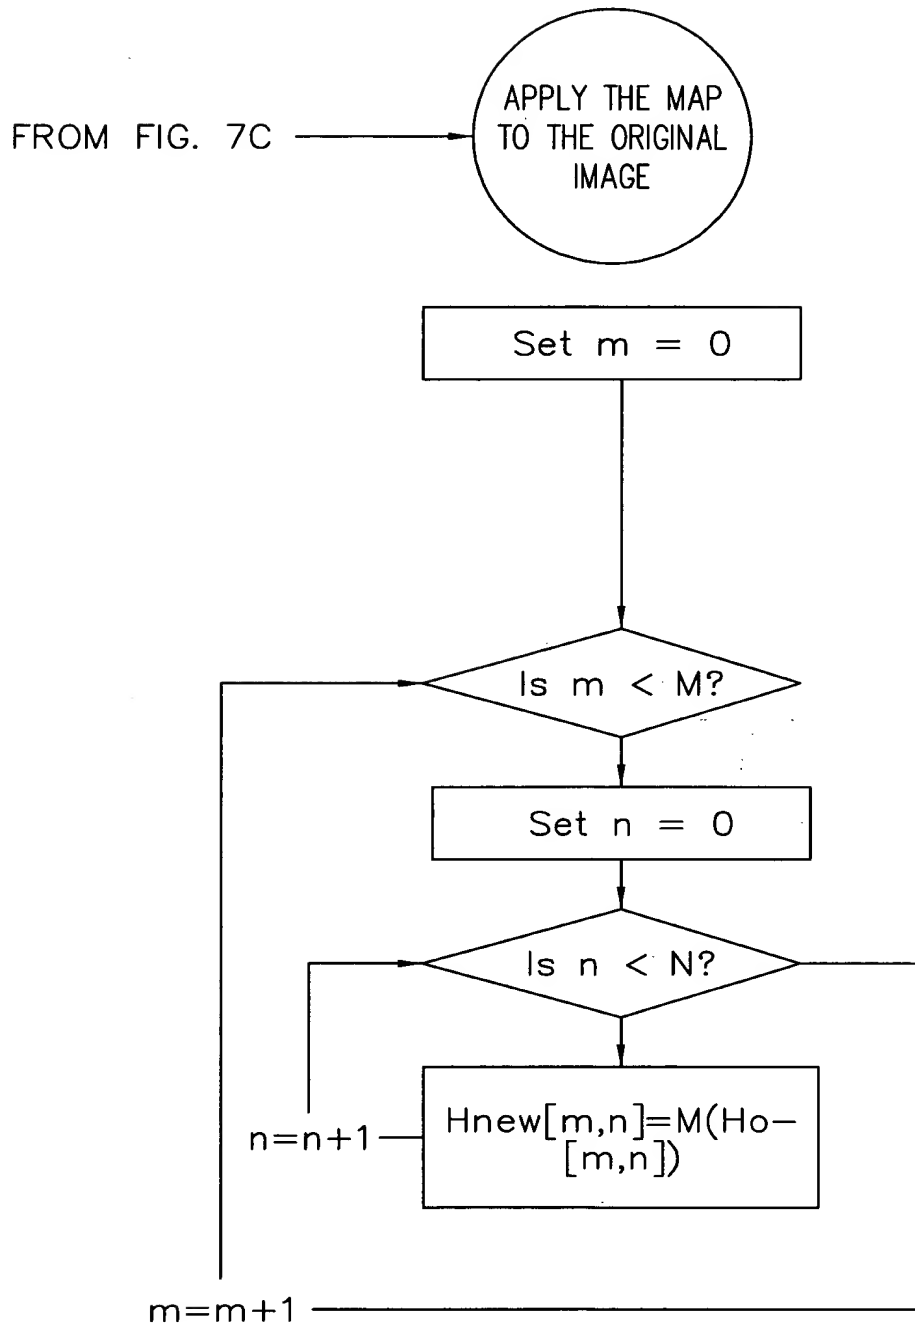 APPLY THE MAP
FROM FIG. 7C
TO THE ORIGINAL
IMAGE
Set m = 0
Is m < M?
Set n = 0
Is n < N?
Hnew[m,n]=M(Ho–
[m,n])
n=n+1
m=m+1